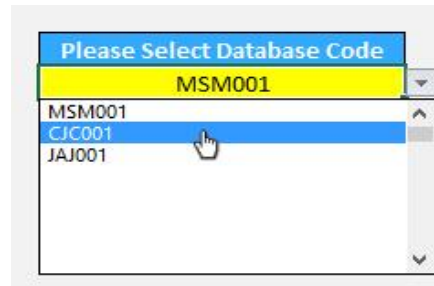 Please Select Database Code
MSM001
MSM001
CJC001
JAJ001